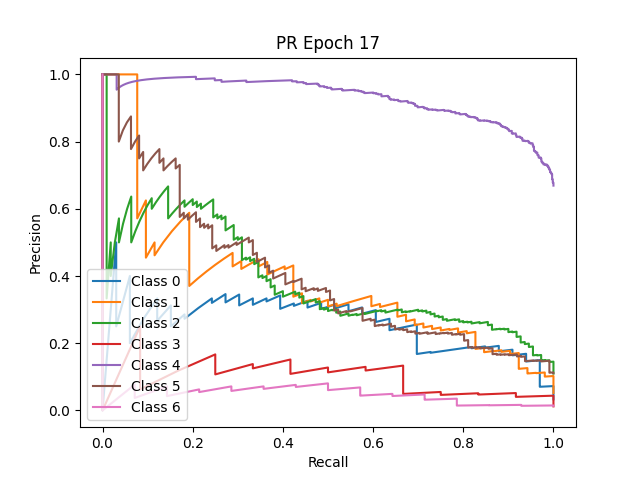 PR Epoch 17
Precision
1.0
0.8
0.6
0.4
0.2
0.0
Class 0
Class 1
Class 2
Class 3
Class 4
Class 5
Class 6
0.0 0.2 0.4 0.6 0.8 1.0
Recall